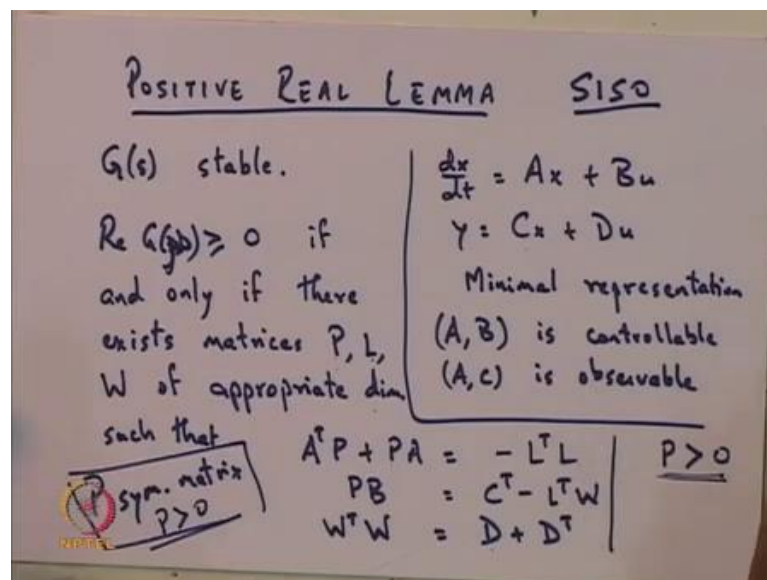 POSITIVE REAL LEMMA SISO
G(s) stable.
Re G(jω) ≥ 0 if
and only if there
exists matrices P, L,
W of appropriate dim.
such that
P sym. matrix
P > 0
NPTEL
dx/dt = Ax + Bu
y = Cx + Du
Minimal representation
(A, B) is controllable
(A, C) is observable
AᵀP + PA = - LᵀL
PB = Cᵀ - LᵀW
WᵀW = D + Dᵀ
P > 0